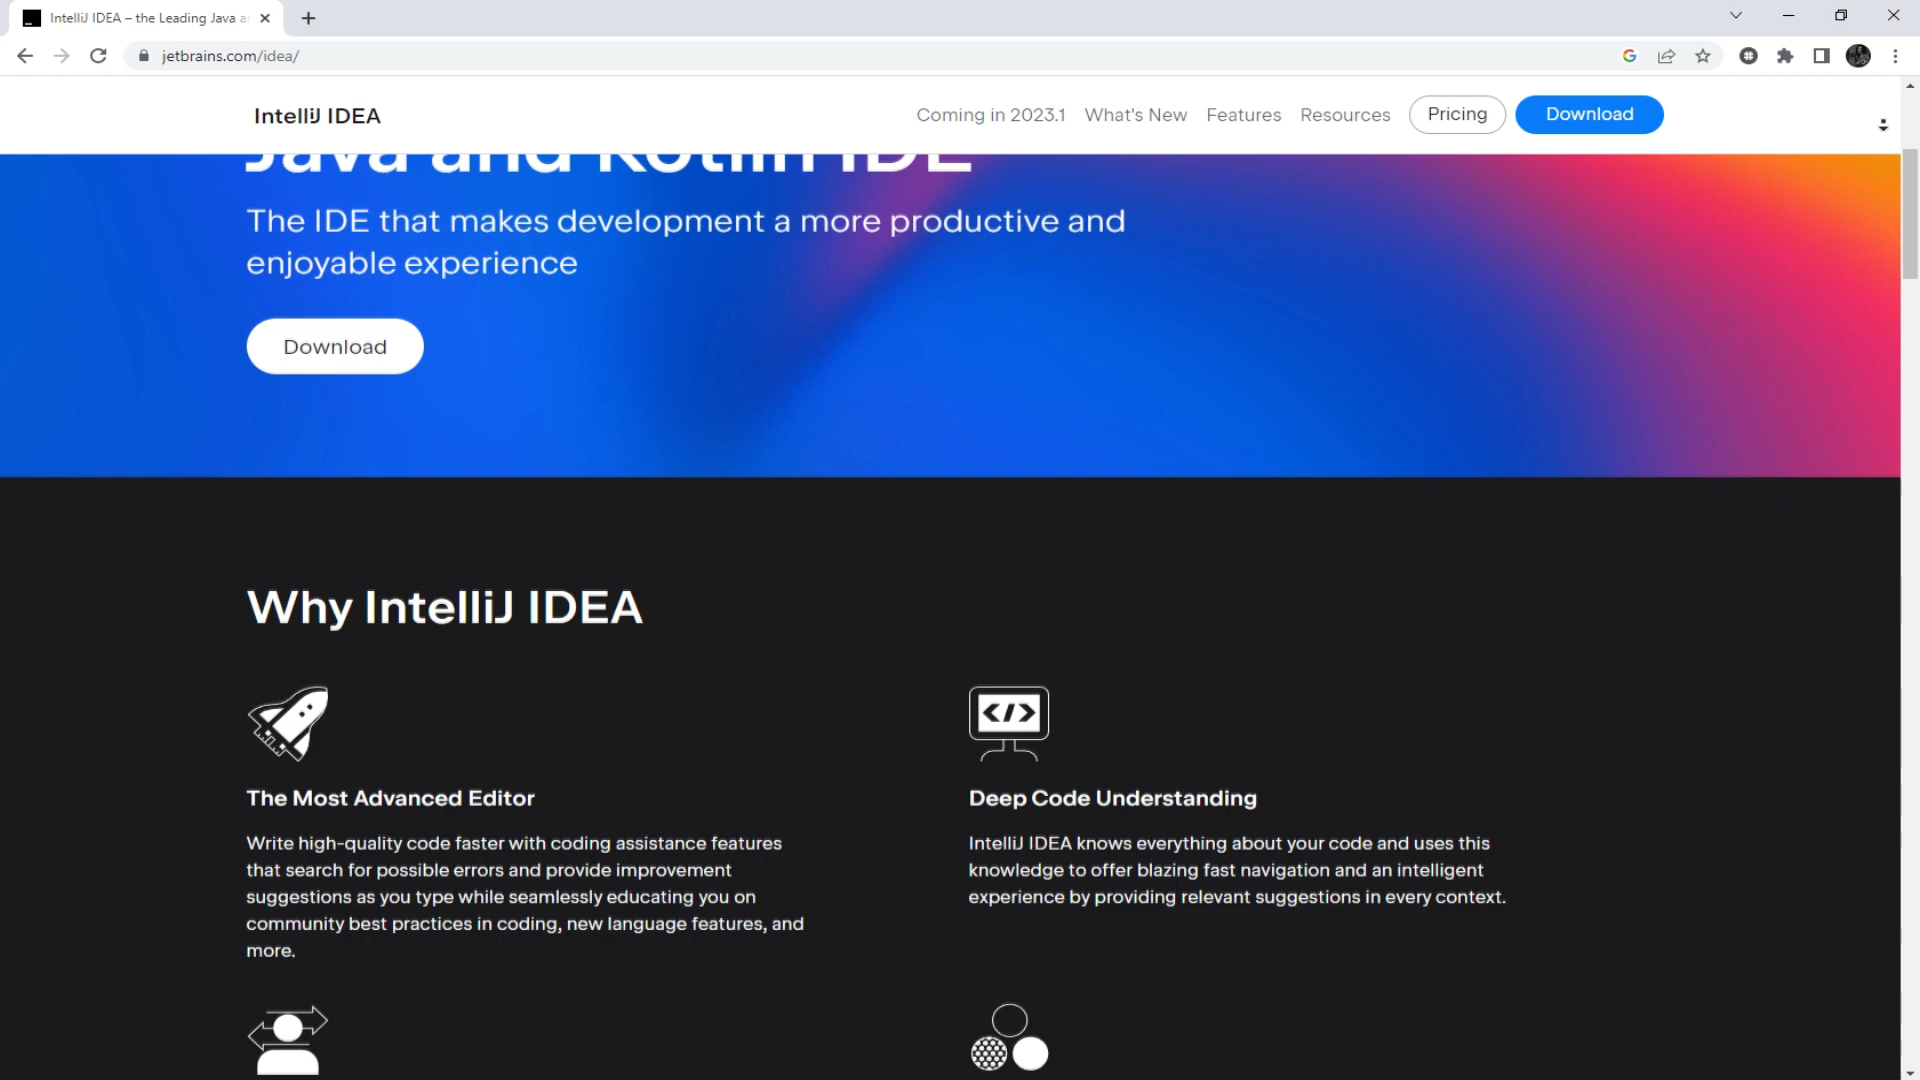 IntelliJ IDEA – the Leading Java a
jetbrains.com/idea/
IntelliJ IDEA
Coming in 2023.1
What's New
Features
Resources
Pricing
Download
Java and Kotlin IDE
The IDE that makes development a more productive and
enjoyable experience
Download
Why IntelliJ IDEA
The Most Advanced Editor
Write high-quality code faster with coding assistance features
that search for possible errors and provide improvement
suggestions as you type while seamlessly educating you on
community best practices in coding, new language features, and
more.
Deep Code Understanding
IntelliJ IDEA knows everything about your code and uses this
knowledge to offer blazing fast navigation and an intelligent
experience by providing relevant suggestions in every context.